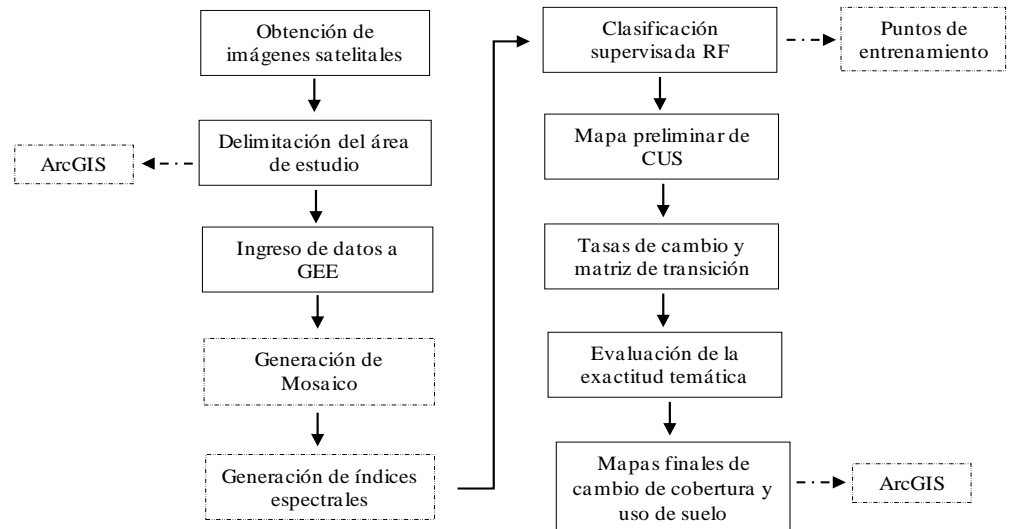 Obtención de
imágenes satelitales
Delimitación del área
de estudio
ArcGIS
Ingreso de datos a
GEE
Generación de
Mosaico
Generación de índices
espectrales
Clasificación
supervisada RF
Puntos de
entrenamiento
Mapa preliminar de
CUS
Tasas de cambio y
matriz de transición
Evaluación de la
exactitud temática
Mapas finales de
cambio de cobertura y
uso de suelo
ArcGIS